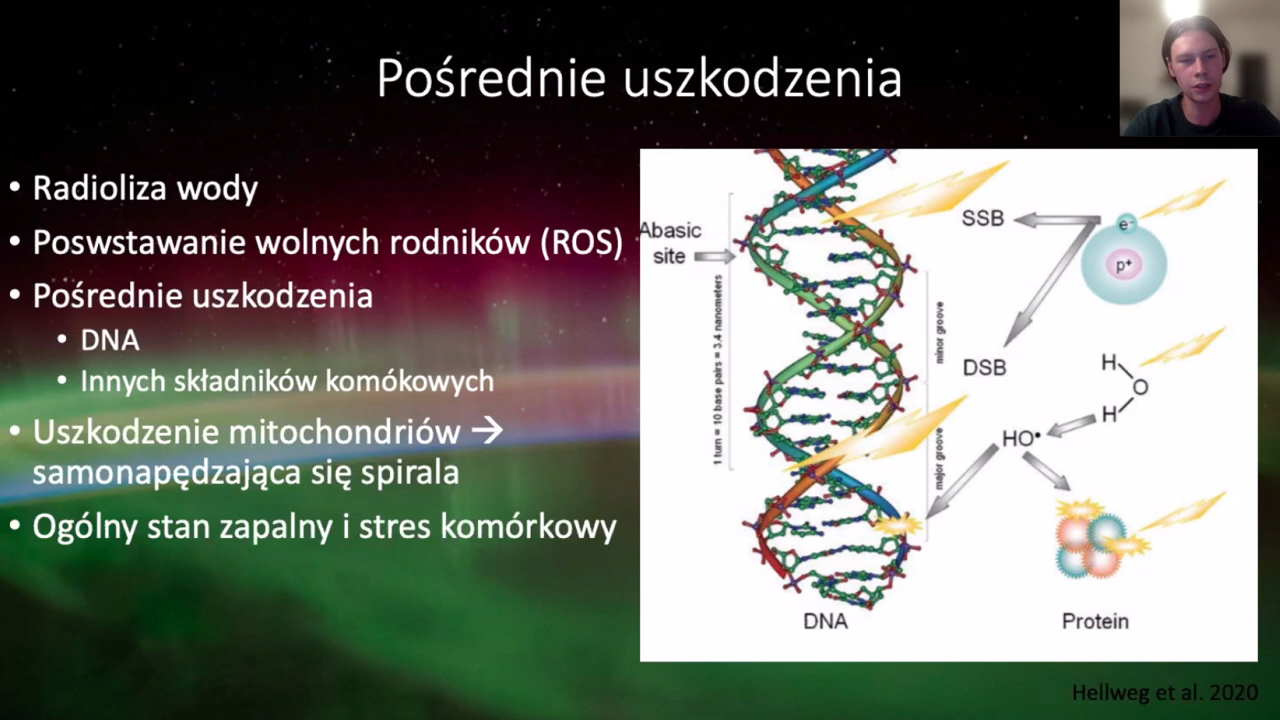 Pośrednie uszkodzenia
• Radioliza wody
• Poswstawanie wolnych rodników (ROS)
• Pośrednie uszkodzenia
• DNA
• Innych składników komókowych
• Uszkodzenie mitochondriów →
samonapędzająca się spirala
• Ogólny stan zapalny i stres komórkowy
Abasic
site
1 turn = 10 base pairs = 3.4 nanometers
minor groove
major groove
SSB
e⁻
p⁺
DSB
H
O
H
HO•
DNA
Protein
Hellweg et al. 2020